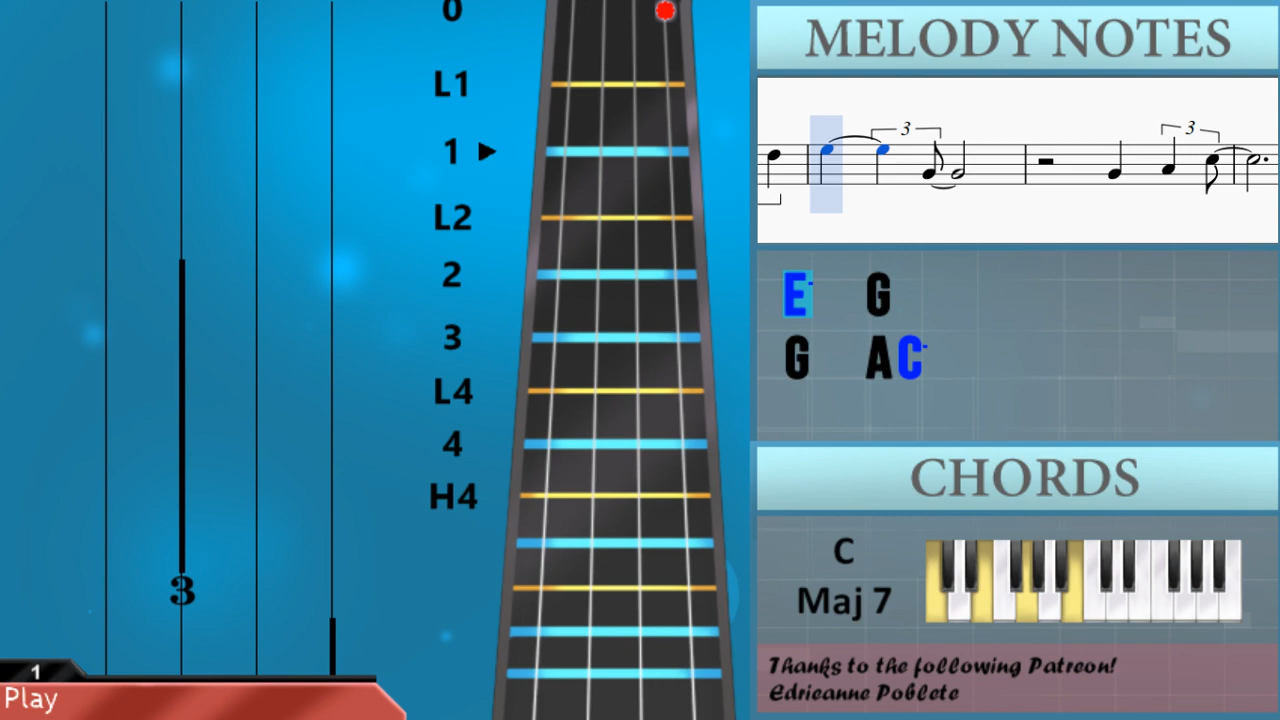 0
L1
1
L2
2
3
L4
4
H4
3
1
Play
MELODY NOTES
3
3
E G
G A C
CHORDS
C
Maj 7
Thanks to the following Patreon!
Edrieanne Poblete